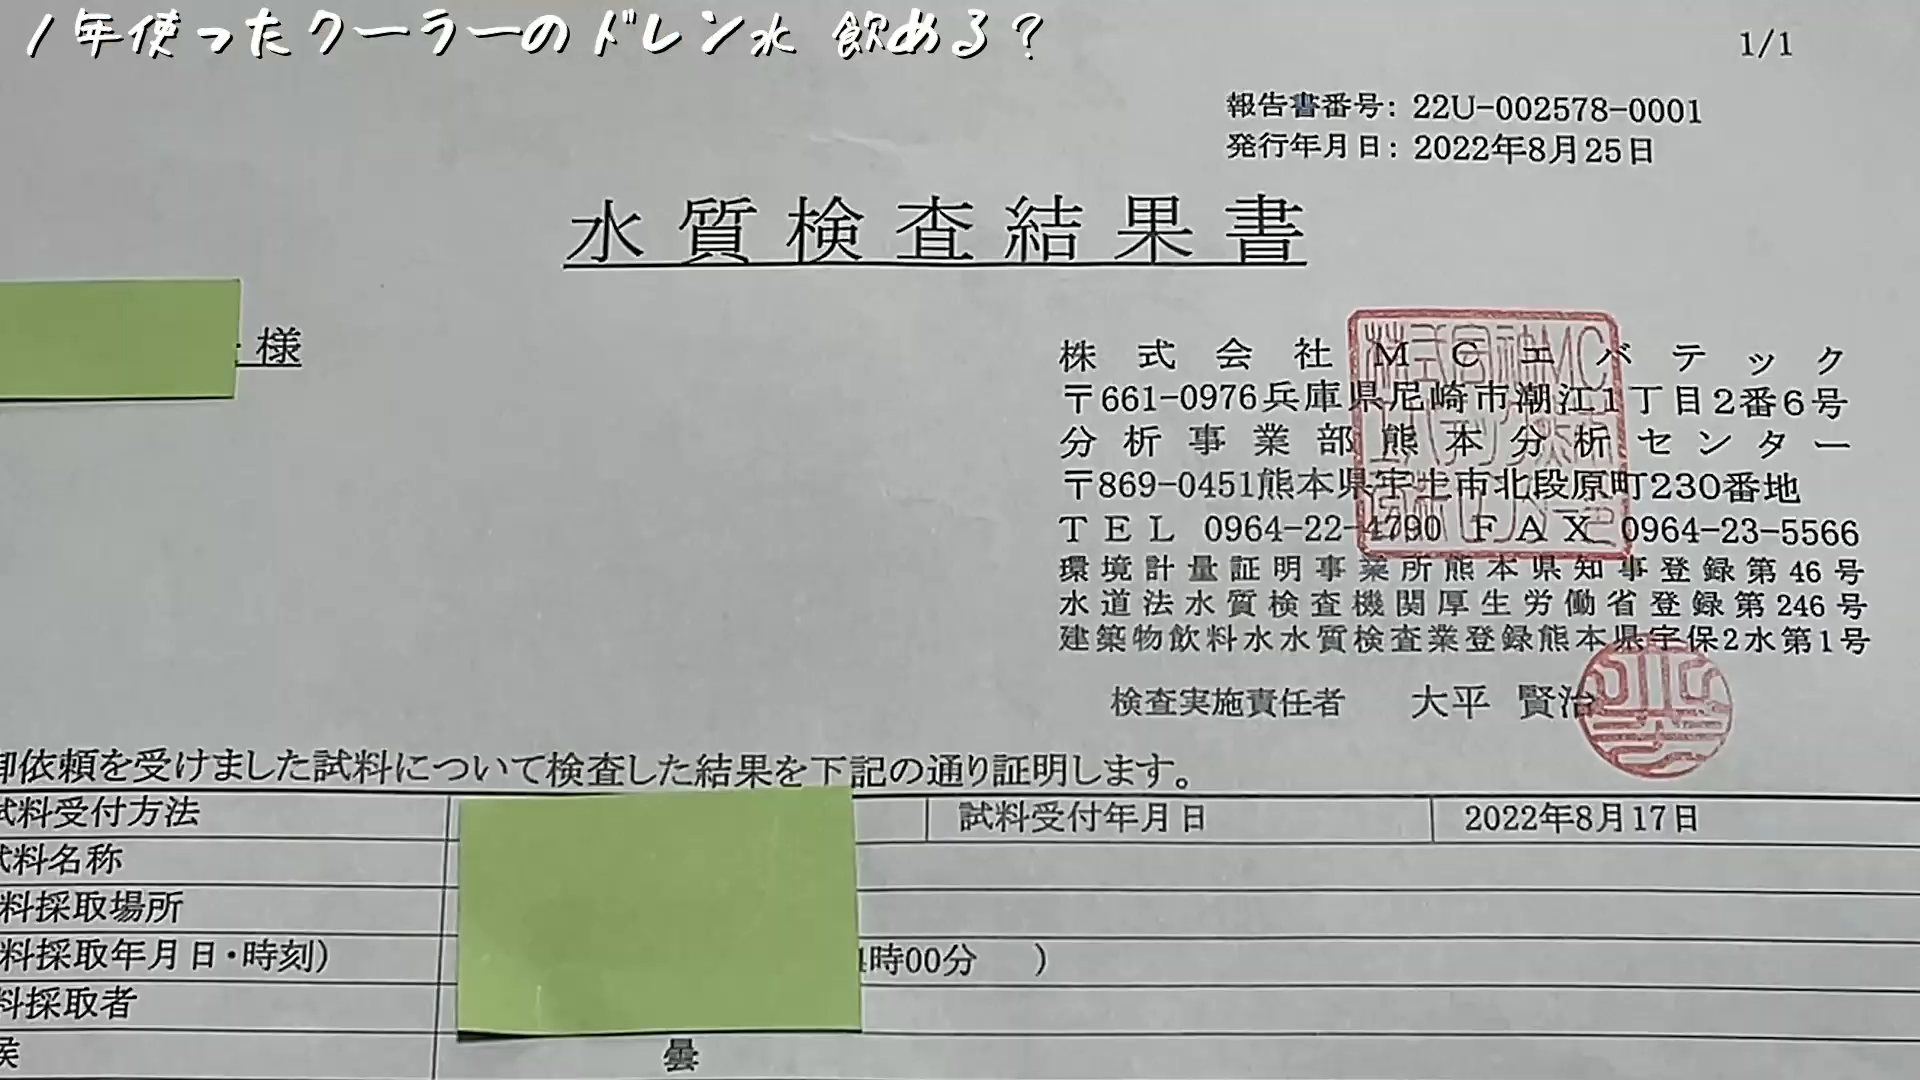 1年使ったクーラーのドレン水 飲める?
1/1
報告書番号: 22U-002578-0001
発行年月日: 2022年8月25日
水質検査結果書
様
株式会社MCエバテック
〒661-0976兵庫県尼崎市潮江1丁目2番6号
分析事業部熊本分析センター
〒869-0451熊本県宇土市北段原町230番地
TEL 0964-22-4790 FAX 0964-23-5566
環境計量証明事業所熊本県知事登録第46号
水道法水質検査機関厚生労働省登録第246号
建築物飲料水水質検査業登録熊本県宇保2水第1号
検査実施責任者 大平 賢治
御依頼を受けました試料について検査した結果を下記の通り証明します。
試料受付方法 試料受付年月日 2022年8月17日
試料名称
料採取場所
料採取年月日・時刻) 時00分 )
料採取者
候 曇